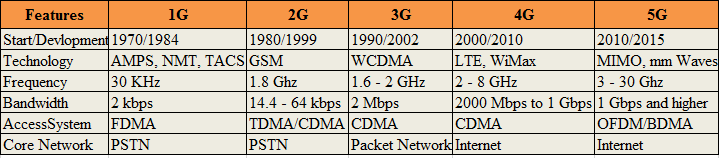 Features 1G 2G 3G 4G 5G
Start/Devlopment 1970/1984 1980/1999 1990/2002 2000/2010 2010/2015
Technology AMPS, NMT, TACS GSM WCDMA LTE, WiMax MIMO, mm Waves
Frequency 30 KHz 1.8 Ghz 1.6 - 2 GHz 2 - 8 GHz 3 - 30 Ghz
Bandwidth 2 kbps 14.4 - 64 kbps 2 Mbps 2000 Mbps to 1 Gbps 1 Gbps and higher
AccessSystem FDMA TDMA/CDMA CDMA CDMA OFDM/BDMA
Core Network PSTN PSTN Packet Network Internet Internet